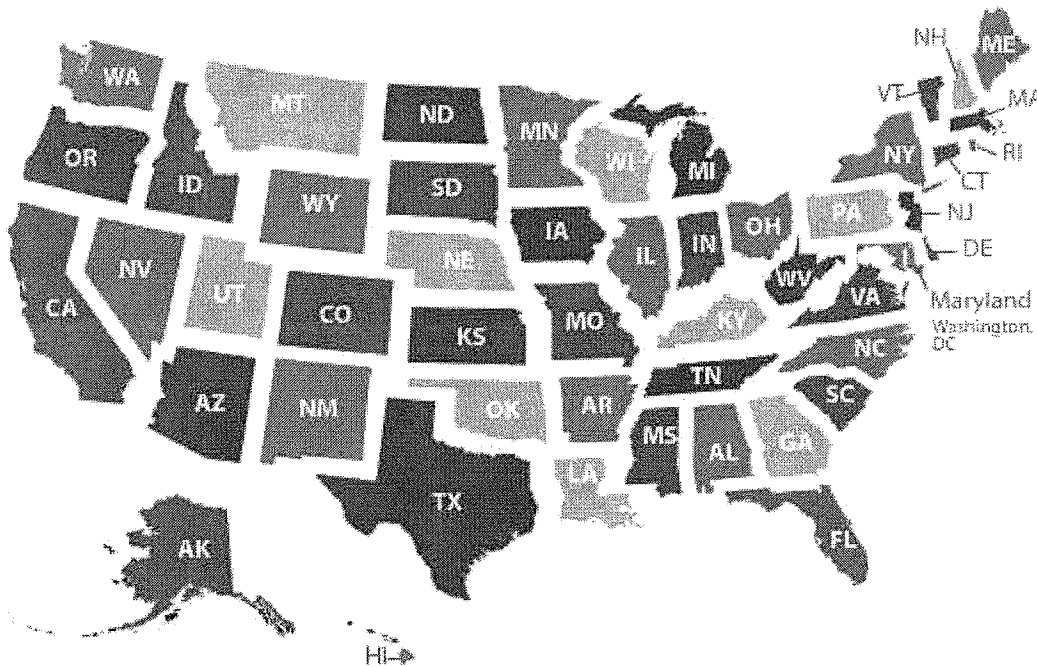 NH
ME
WA
MT
ND
MN
VT
MA
OR
ID
SD
WI
MI
NY
RI
CT
WY
IA
PA
NJ
NV
NE
IL
IN
OH
DE
CA
UT
CO
KS
MO
WV
VA
Maryland
Washington,
DC
KY
AZ
NM
OK
AR
TN
NC
SC
MS
AL
GA
LA
TX
FL
AK
HI